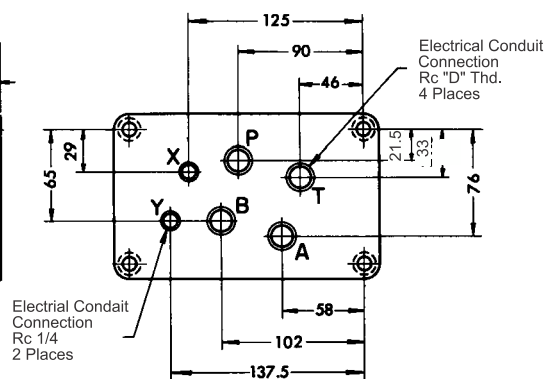 125
90
46
Electrical Conduit
Connection
Rc "D" Thd.
4 Places
P
X
T
29
65
21.5
33
76
Y
B
A
Electrial Condait
Connection
Rc 1/4
2 Places
58
102
137.5